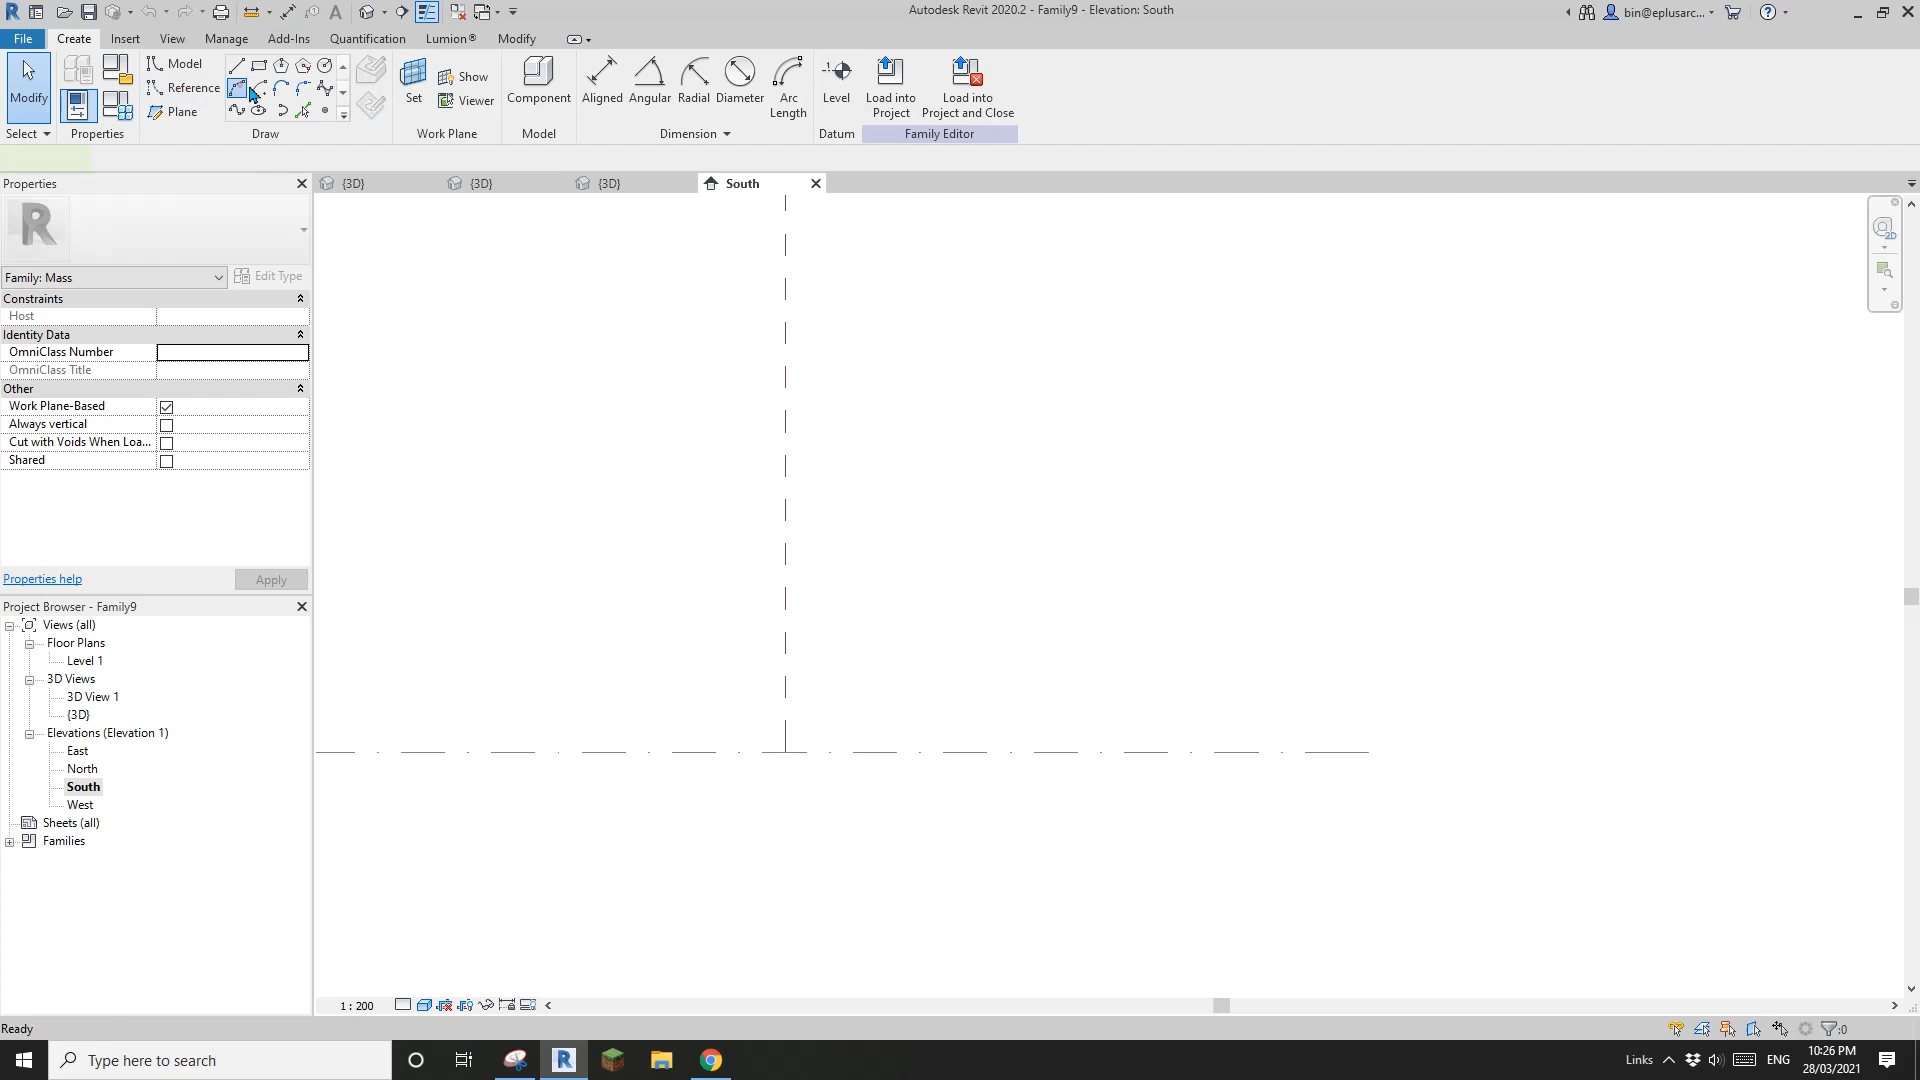 Autodesk Revit 2020.2 - Family9 - Elevation: South
bin@eplusarc...
File Create Insert View Manage Add-Ins Quantification Lumion® Modify
Modify
Model
Reference
Plane
Set
Show
Viewer
Component
Aligned Angular Radial Diameter Arc Length
Level
Load into Project
Load into Project and Close
Select Properties Draw Work Plane Model Dimension Datum Family Editor
Properties
{3D} {3D} {3D} South
2D
Family: Mass Edit Type
Constraints
Host
Identity Data
OmniClass Number
OmniClass Title
Other
Work Plane-Based
Always vertical
Cut with Voids When Loa...
Shared
Properties help Apply
Project Browser - Family9
Views (all)
Floor Plans
Level 1
3D Views
3D View 1
{3D}
Elevations (Elevation 1)
East
North
South
West
Sheets (all)
Families
1 : 200
Ready
:0
Type here to search
Links ENG 10:26 PM
28/03/2021